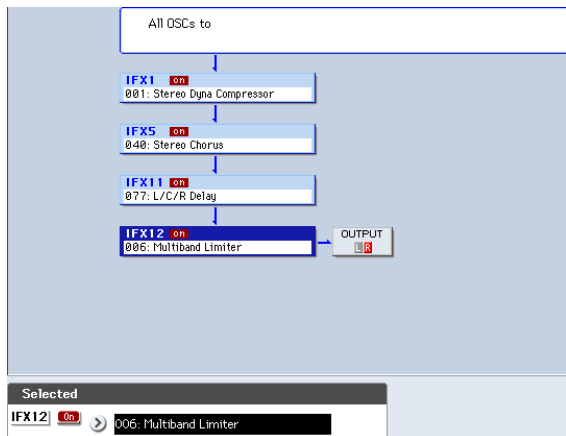 All OSCs to
IFX1 on
001: Stereo Dyna Compressor
IFX5 on
040: Stereo Chorus
IFX11 on
077: L/C/R Delay
IFX12 on
006: Multiband Limiter
OUTPUT
L R
Selected
IFX12 On
006: Multiband Limiter